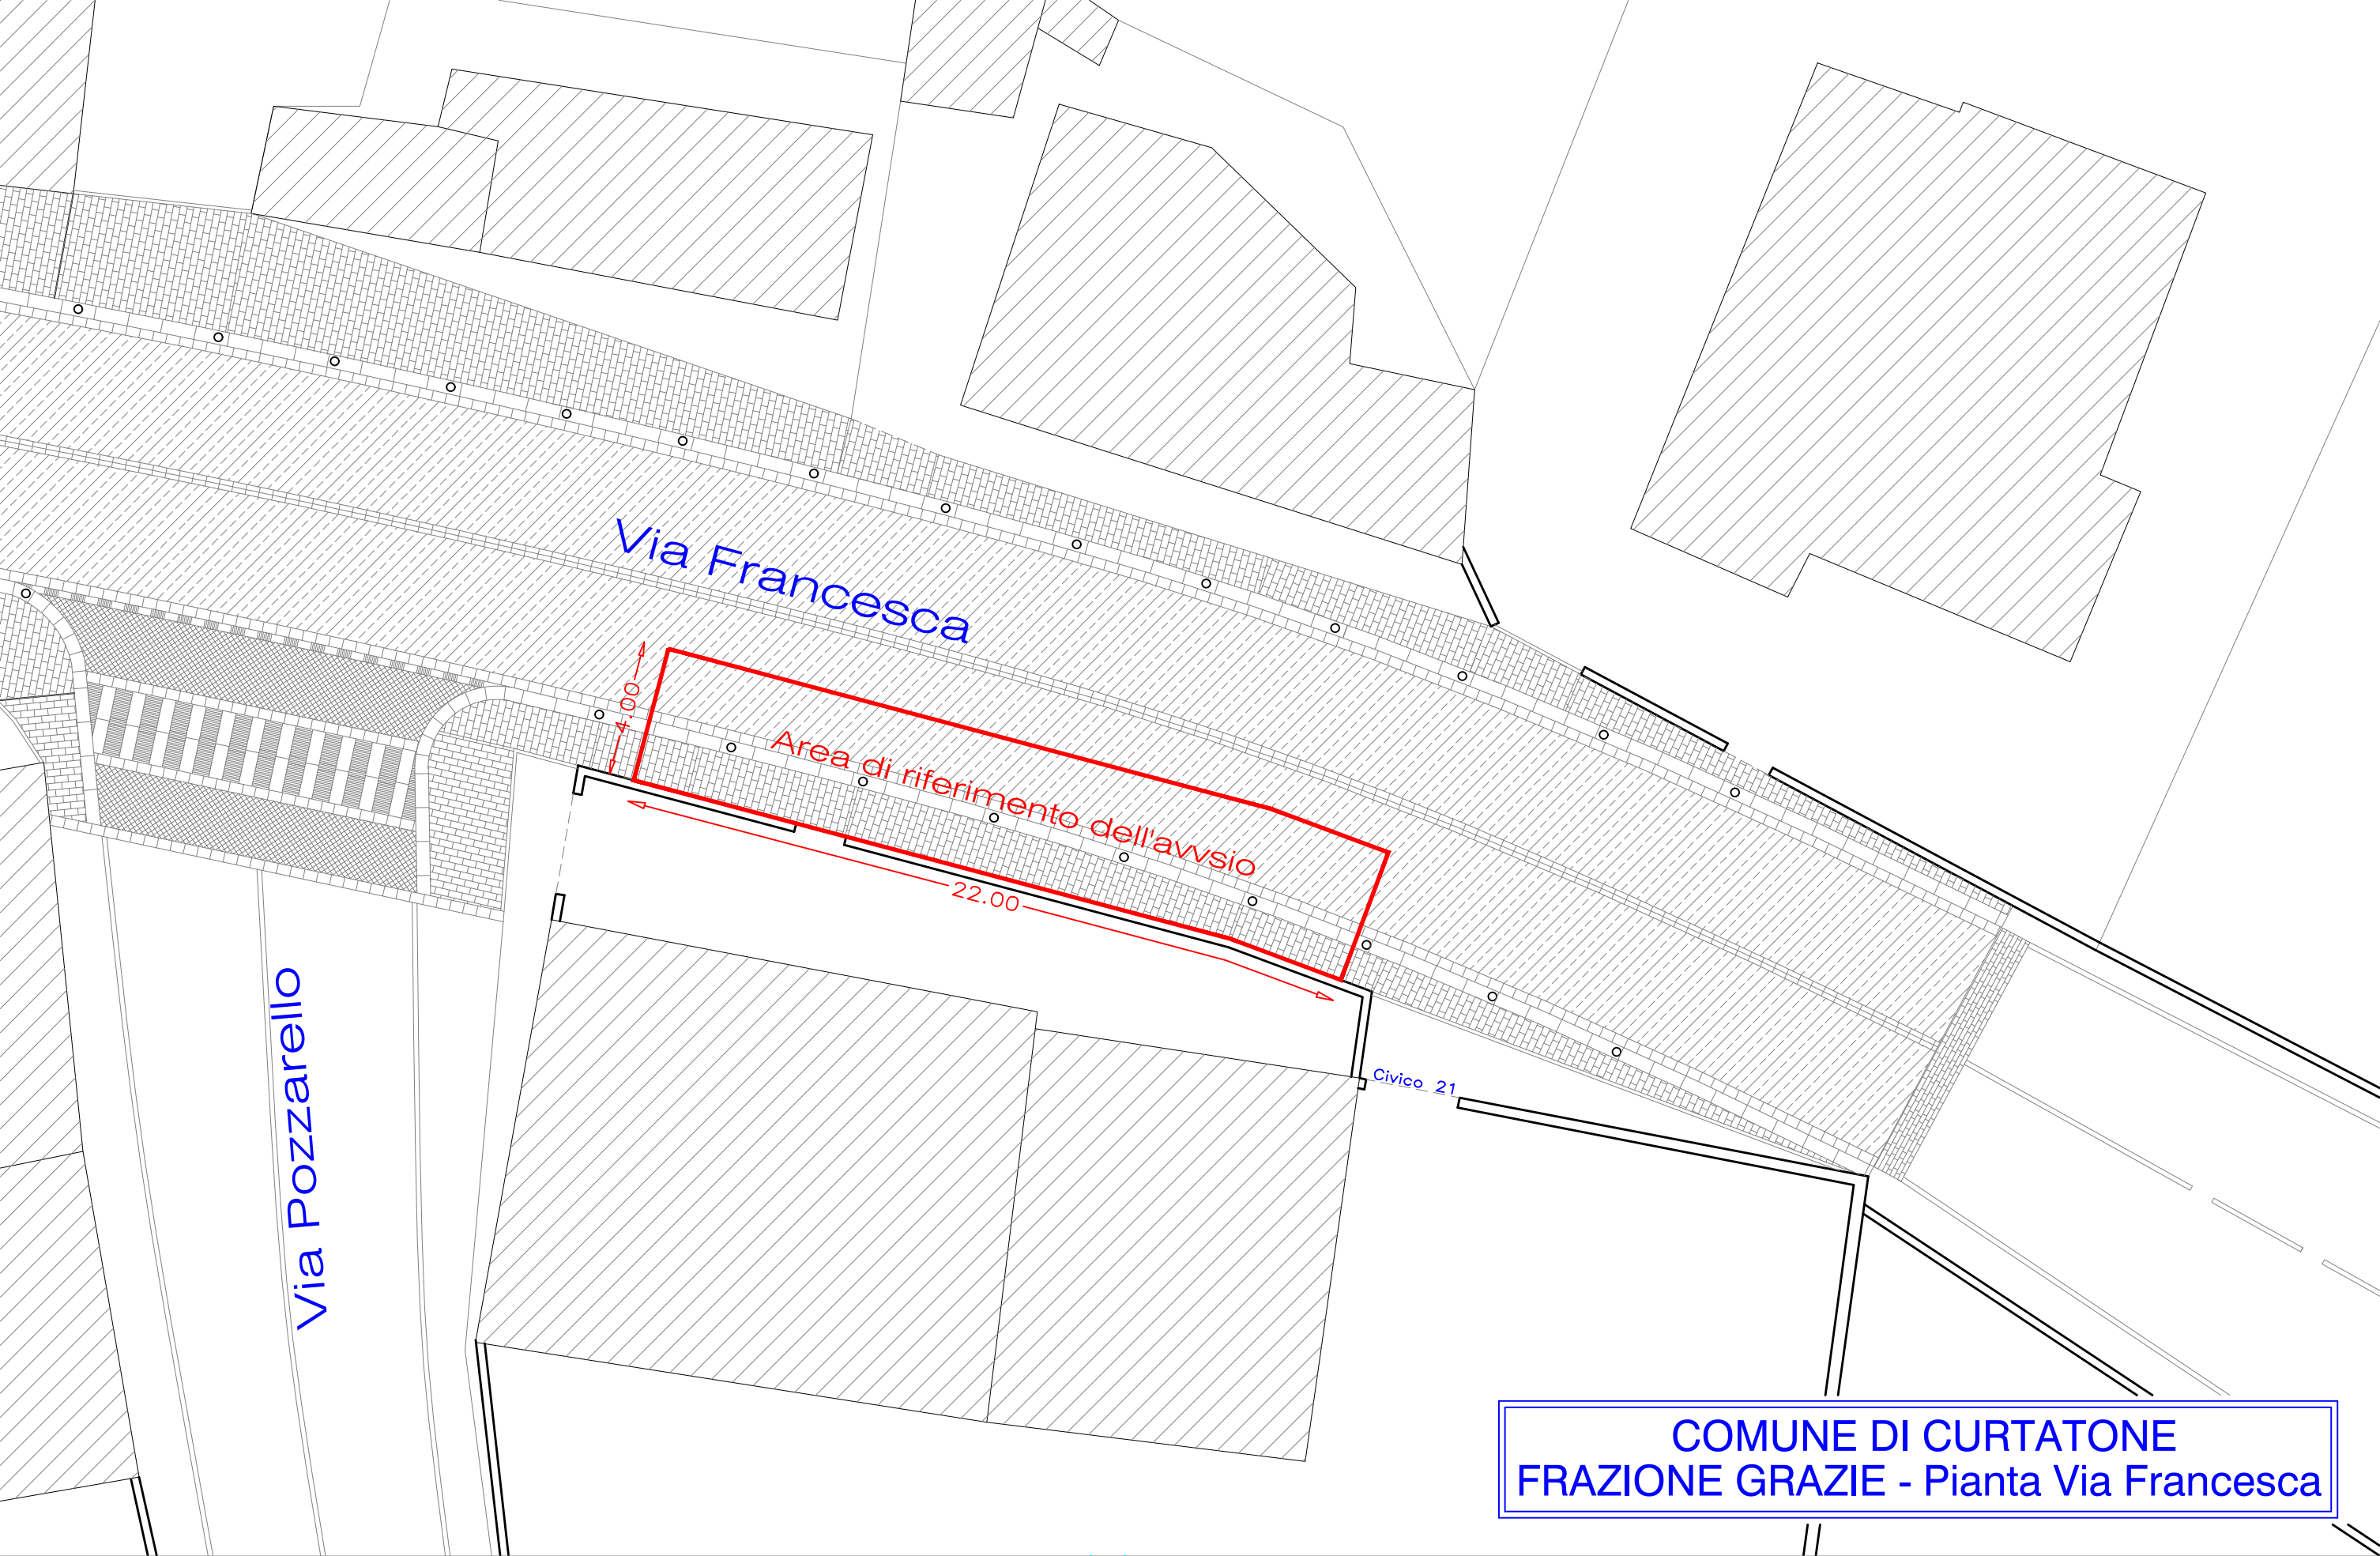 Via Francesca
4.00
Area di riferimento dell'avvsio
22.00
Via Pozzarello
Civico 21
COMUNE DI CURTATONE
FRAZIONE GRAZIE - Pianta Via Francesca